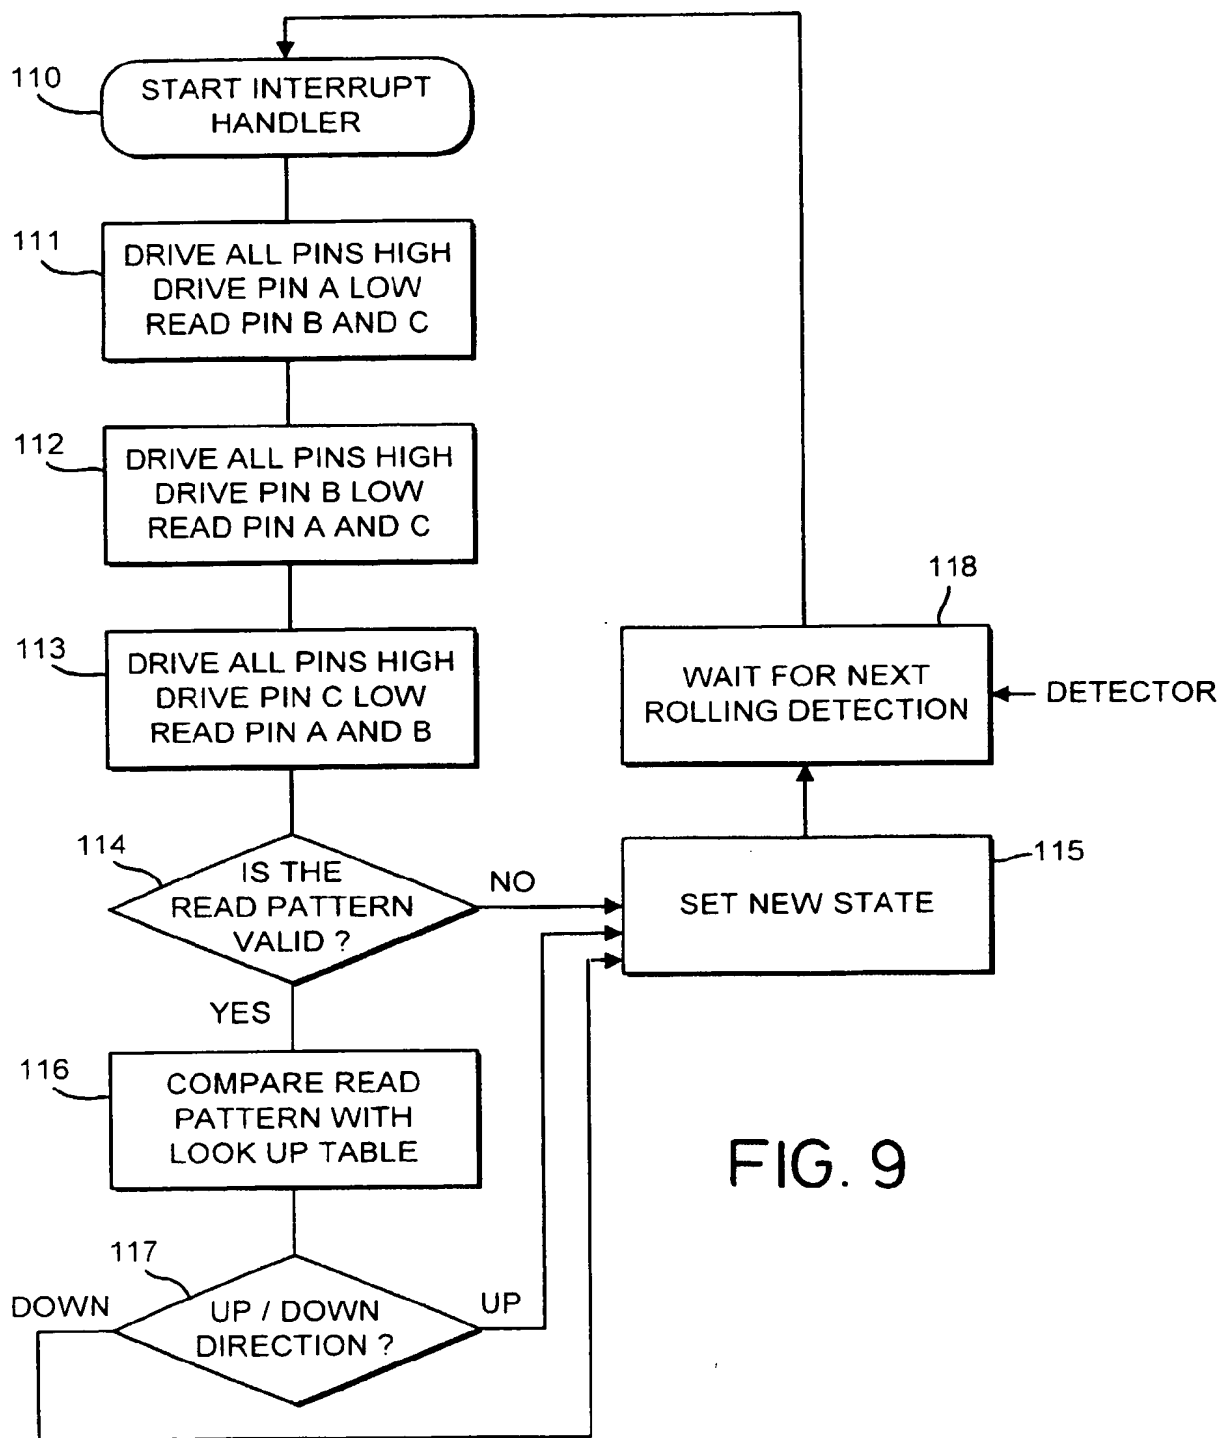 110
START INTERRUPT
HANDLER
111
DRIVE ALL PINS HIGH
DRIVE PIN A LOW
READ PIN B AND C
112
DRIVE ALL PINS HIGH
DRIVE PIN B LOW
READ PIN A AND C
113
DRIVE ALL PINS HIGH
DRIVE PIN C LOW
READ PIN A AND B
114
IS THE
READ PATTERN
VALID ?
NO
YES
118
WAIT FOR NEXT
ROLLING DETECTION
DETECTOR
115
SET NEW STATE
116
COMPARE READ
PATTERN WITH
LOOK UP TABLE
117
UP / DOWN
DIRECTION ?
DOWN
UP
FIG. 9